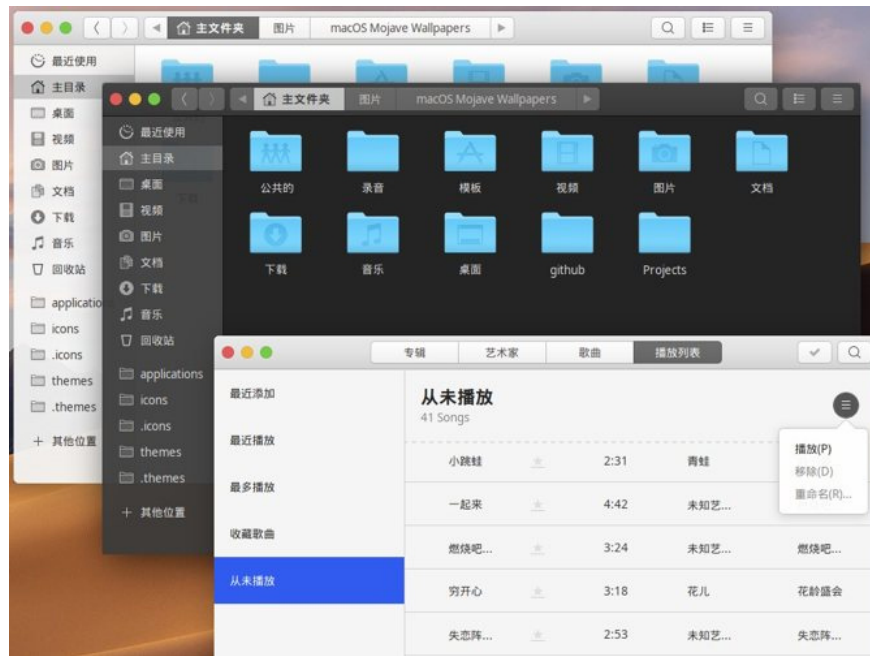 主文件夹 图片 macOS Mojave Wallpapers
最近使用
主目录
桌面
视频
图片
文档
下载
音乐
回收站
applicatio
icons
.icons
themes
.themes
+ 其他位置
主文件夹 图片 macOS Mojave Wallpapers
最近使用
主目录
桌面
视频
图片
文档
下载
音乐
回收站
applications
icons
.icons
themes
.themes
+ 其他位置
公共的 录音 模板 视频 图片 文档
下载 音乐 桌面 github Projects
下载
专辑 艺术家 歌曲 播放列表
最近添加
最近播放
最多播放
收藏歌曲
从未播放
从未播放
41 Songs
小跳蛙 2:31 青蛙
一起来 4:42 未知艺...
燃烧吧... 3:24 未知艺... 燃烧吧...
穷开心 3:18 花儿 花龄盛会
失恋阵... 2:53 未知艺... 失恋阵...
播放(P)
移除(D)
重命名(R)...